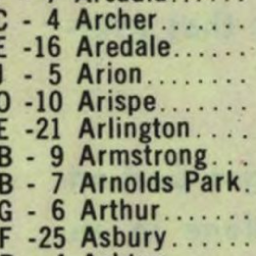 C - 4 Archer.......
E -16 Aredale......
J - 5 Arion........
O -10 Arispe.......
E -21 Arlington....
B - 9 Armstrong...
B - 7 Arnolds Park.
G - 6 Arthur.......
F -25 Asbury......